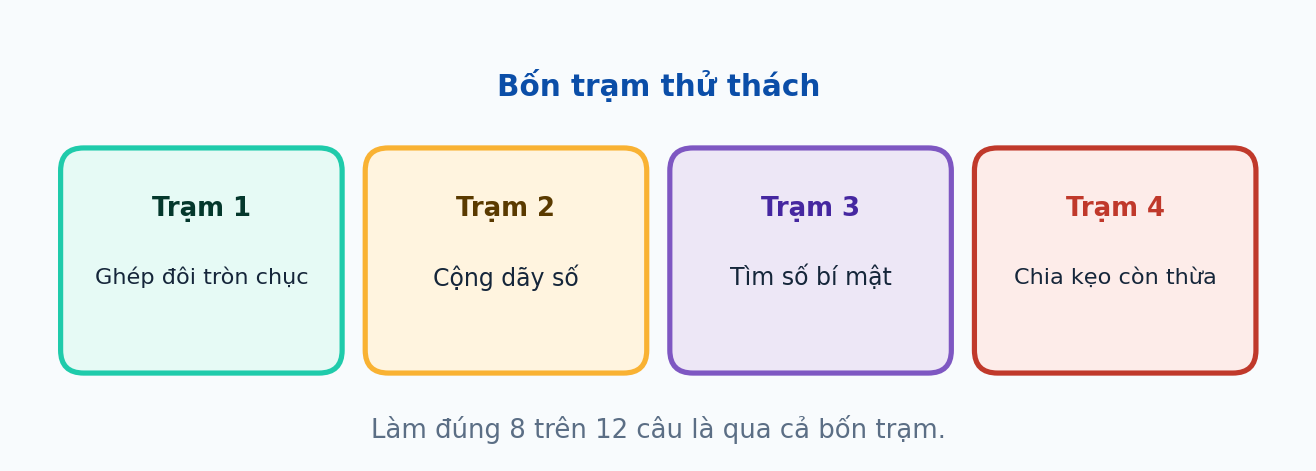 Bốn trạm thử thách
Trạm 1
Ghép đôi tròn chục
Trạm 2
Cộng dãy số
Trạm 3
Tìm số bí mật
Trạm 4
Chia kẹo còn thừa
Làm đúng 8 trên 12 câu là qua cả bốn trạm.